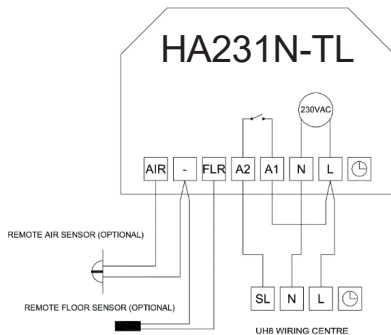 HA231N-TL
230VAC
AIR - FLR A2 A1 N L
REMOTE AIR SENSOR (OPTIONAL)
REMOTE FLOOR SENSOR (OPTIONAL)
SL N L
UH8 WIRING CENTRE